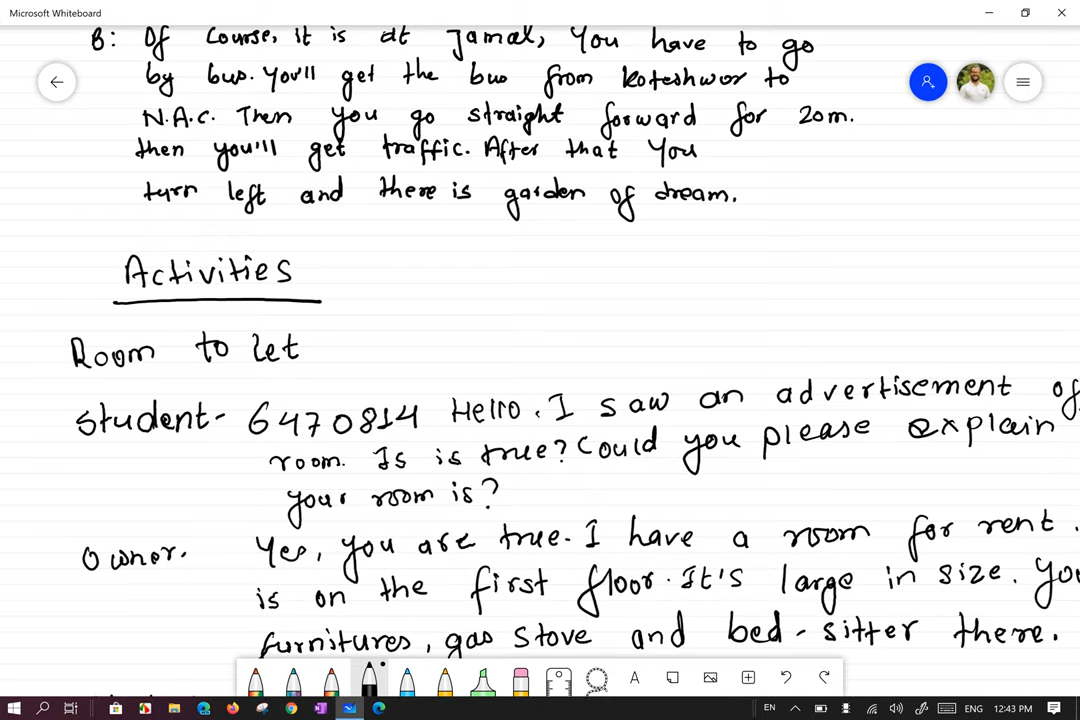 Microsoft Whiteboard
B: Of course, it is at Jamal, You have to go
by bus. You'll get the bus from koteshwor to
N.A.C. Then you go straight forward for 20m.
then you'll get traffic. After that You
turn left and there is garden of dream.
Activities
Room to let
Student- 6470814 Hello. I saw an advertisement of
room. Is is true? Could you please explain
your room is?
Owner. Yes, you are true. I have a room for rent.
is on the first floor. It's large in size. You
furnitures, gas stove and bed-sitter there.
EN
ENG 12:43 PM